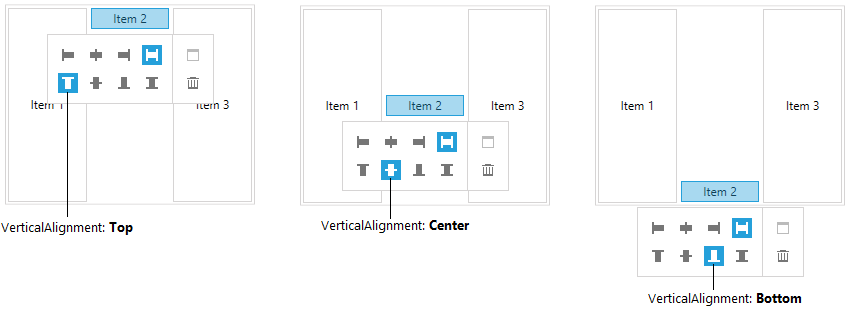 Item 2
Item 1
Item 3
VerticalAlignment: Top
Item 1
Item 2
Item 3
VerticalAlignment: Center
Item 1
Item 3
Item 2
VerticalAlignment: Bottom